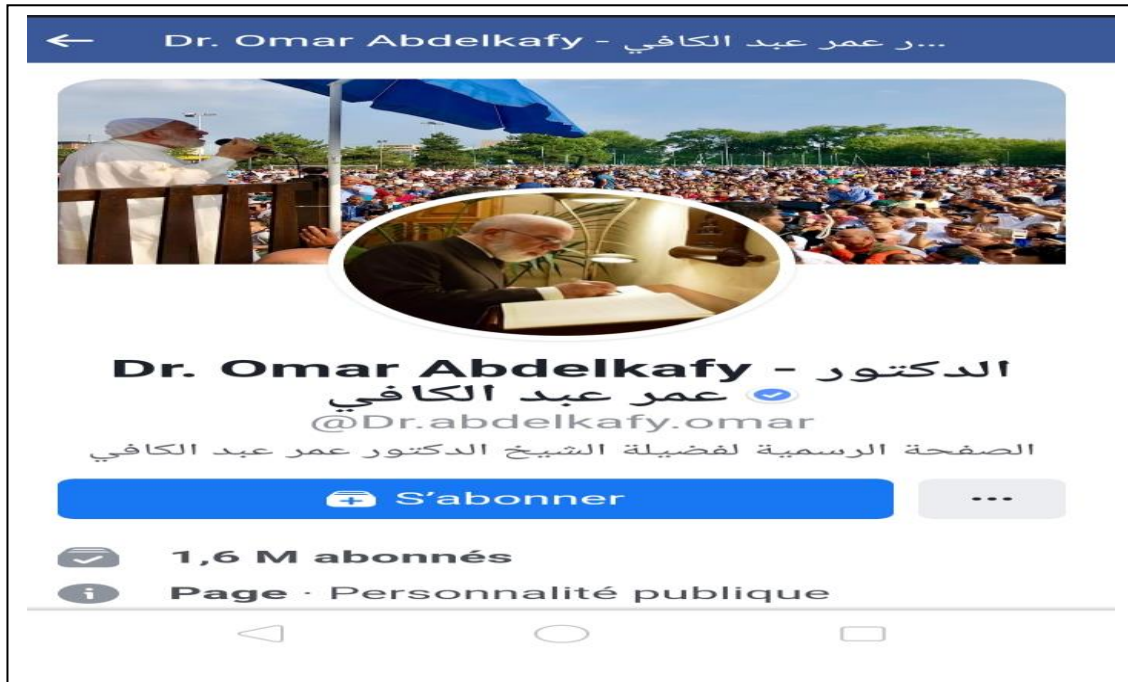 Dr. Omar Abdelkafy - ر عمر عبد الكافي...
Dr. Omar Abdelkafy - الدكتور
عمر عبد الكافي
@Dr.abdelkafy.omar
الصفحة الرسمية لفضيلة الشيخ الدكتور عمر عبد الكافي
S'abonner
1,6 M abonnés
Page · Personnalité publique